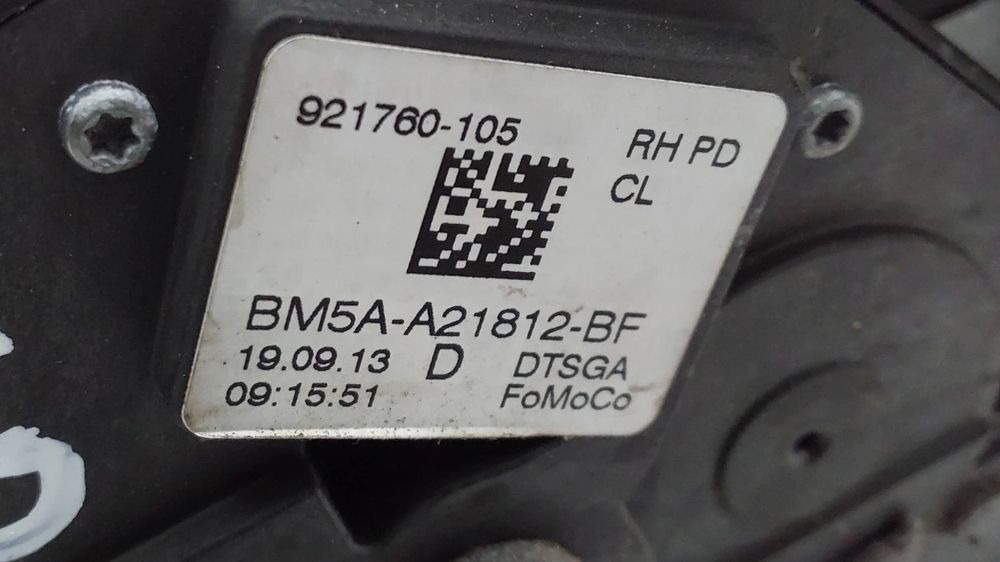 921760-105
RH PD
CL
BM5A-A21812-BF
19.09.13 D DTSGA
09:15:51 FoMoCo